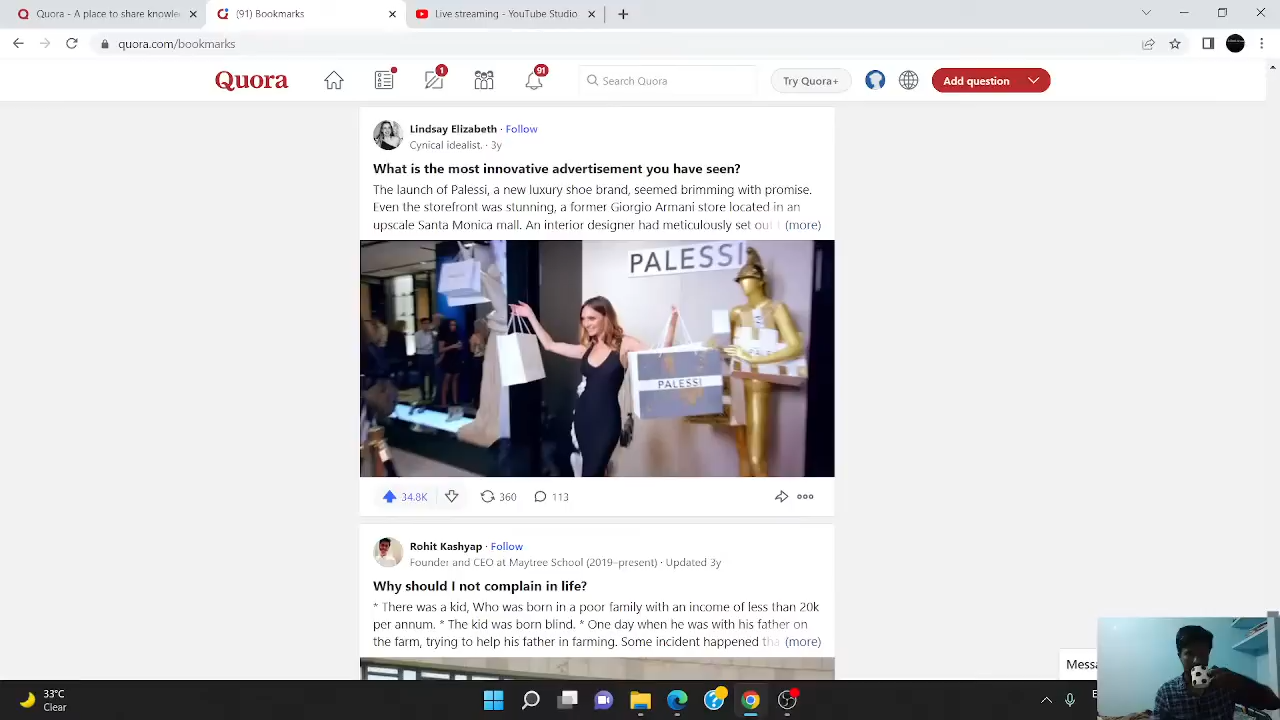 Quora - A place to share knowle
(91) Bookmarks
Live streaming - YouTube Studio
quora.com/bookmarks
Quora
1
91
Search Quora
Try Quora+
Add question
Lindsay Elizabeth · Follow
Cynical idealist. · 3y
What is the most innovative advertisement you have seen?
The launch of Palessi, a new luxury shoe brand, seemed brimming with promise.
Even the storefront was stunning, a former Giorgio Armani store located in an
upscale Santa Monica mall. An interior designer had meticulously set out (more)
PALESSI
PALESSI
34.8K
360
113
Rohit Kashyap · Follow
Founder and CEO at Maytree School (2019–present) · Updated 3y
Why should I not complain in life?
* There was a kid, Who was born in a poor family with an income of less than 20k
per annum. * The kid was born blind. * One day when he was with his father on
the farm, trying to help his father in farming. Some incident happened tha (more)
Messa
33°C
Clear